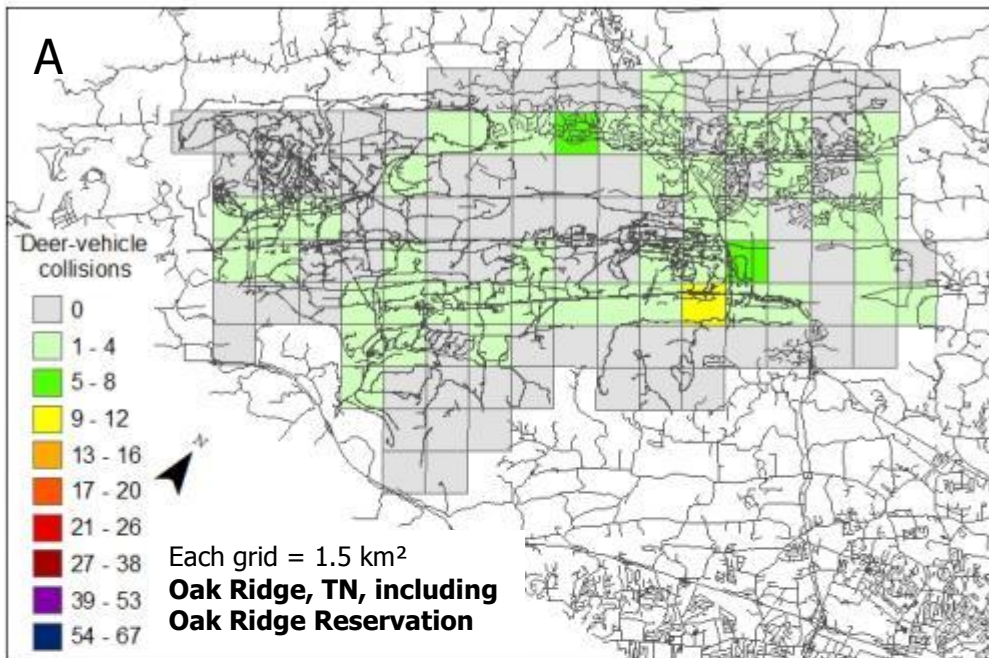 A
Deer-vehicle
collisions
0
1 - 4
5 - 8
9 - 12
13 - 16
17 - 20
21 - 26
27 - 38
39 - 53
54 - 67
N
Each grid = 1.5 km²
Oak Ridge, TN, including
Oak Ridge Reservation